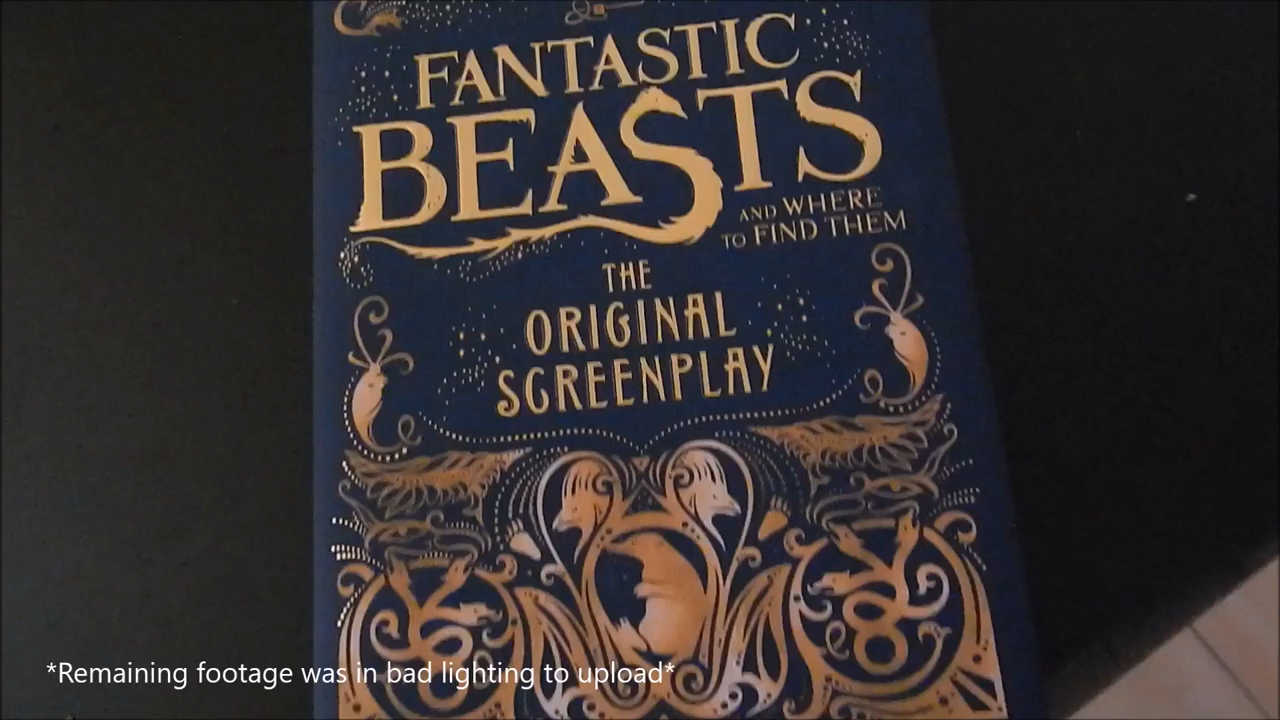 FANTASTIC
BEASTS
AND WHERE
TO FIND THEM
THE
ORIGINAL
SCREENPLAY
*Remaining footage was in bad lighting to upload*